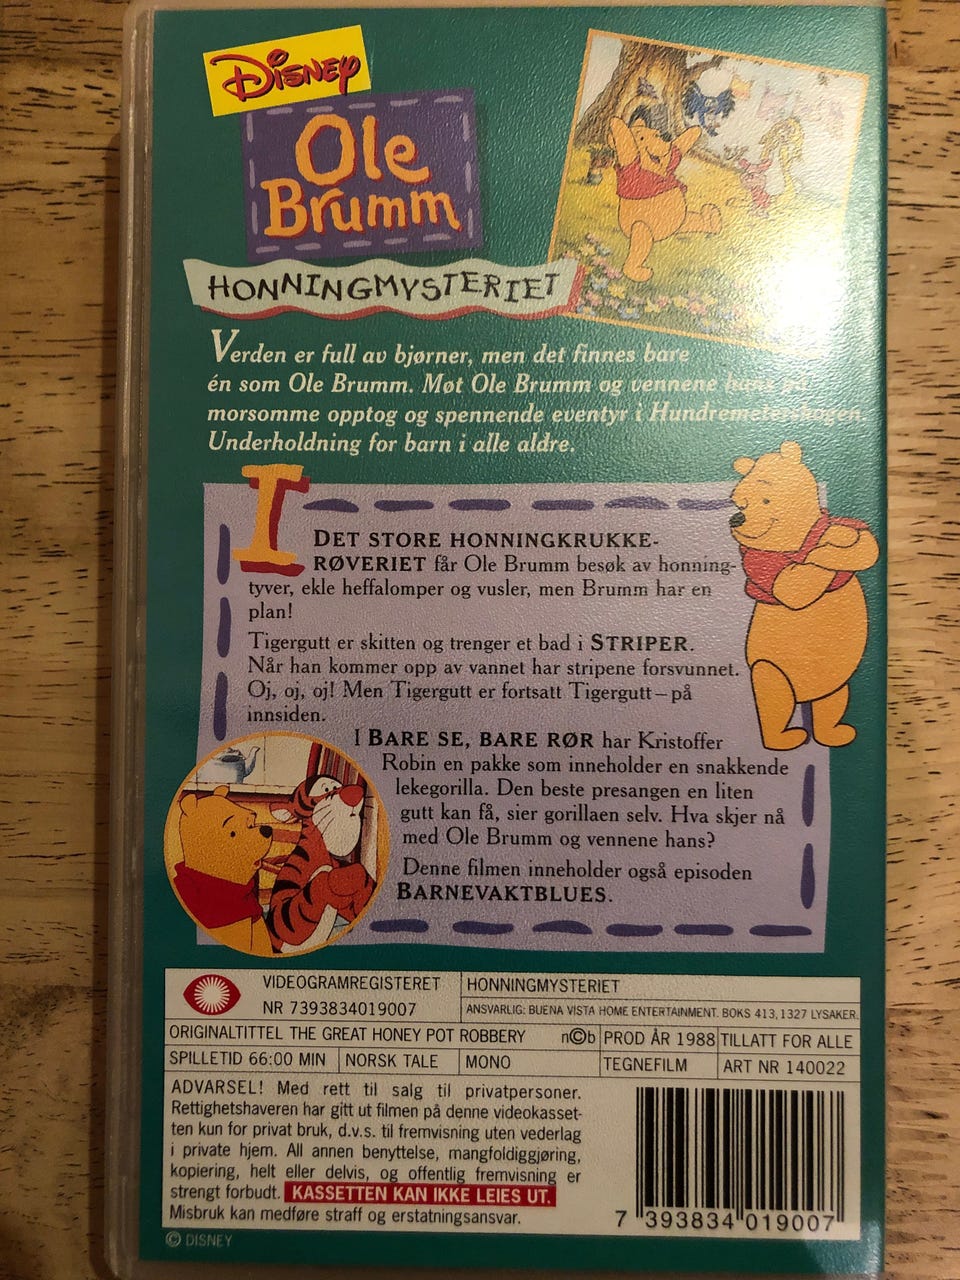 DISNEY
Ole
Brumm
HONNINGMYSTERIET
Verden er full av bjørner, men det finnes bare
én som Ole Brumm. Møt Ole Brumm og vennene hans på
morsomme opptog og spennende eventyr i Hundremeterskogen.
Underholdning for barn i alle aldre.
I DET STORE HONNINGKRUKKE-
RØVERIET får Ole Brumm besøk av honning-
tyver, ekle heffalomper og vusler, men Brumm har en
plan!
Tigergutt er skitten og trenger et bad i STRIPER.
Når han kommer opp av vannet har stripene forsvunnet.
Oj, oj, oj! Men Tigergutt er fortsatt Tigergutt – på
innsiden.
I BARE SE, BARE RØR har Kristoffer
Robin en pakke som inneholder en snakkende
lekegorilla. Den beste presangen en liten
gutt kan få, sier gorillaen selv. Hva skjer nå
med Ole Brumm og vennene hans?
Denne filmen inneholder også episoden
BARNEVAKTBLUES.
VIDEOGRAMREGISTERET
NR 7393834019007
HONNINGMYSTERIET
ANSVARLIG: BUENA VISTA HOME ENTERTAINMENT. BOKS 413, 1327 LYSAKER.
ORIGINALTITTEL THE GREAT HONEY POT ROBBERY n©b PROD ÅR 1988 TILLATT FOR ALLE
SPILLETID 66:00 MIN NORSK TALE MONO TEGNEFILM ART NR 140022
ADVARSEL! Med rett til salg til privatpersoner.
Rettighetshaveren har gitt ut filmen på denne videokasset-
ten kun for privat bruk, d.v.s. til fremvisning uten vederlag
i private hjem. All annen benyttelse, mangfoldiggjøring,
kopiering, helt eller delvis, og offentlig fremvisning er
strengt forbudt. KASSETTEN KAN IKKE LEIES UT.
Misbruk kan medføre straff og erstatningsansvar.
7 393834 019007
© DISNEY